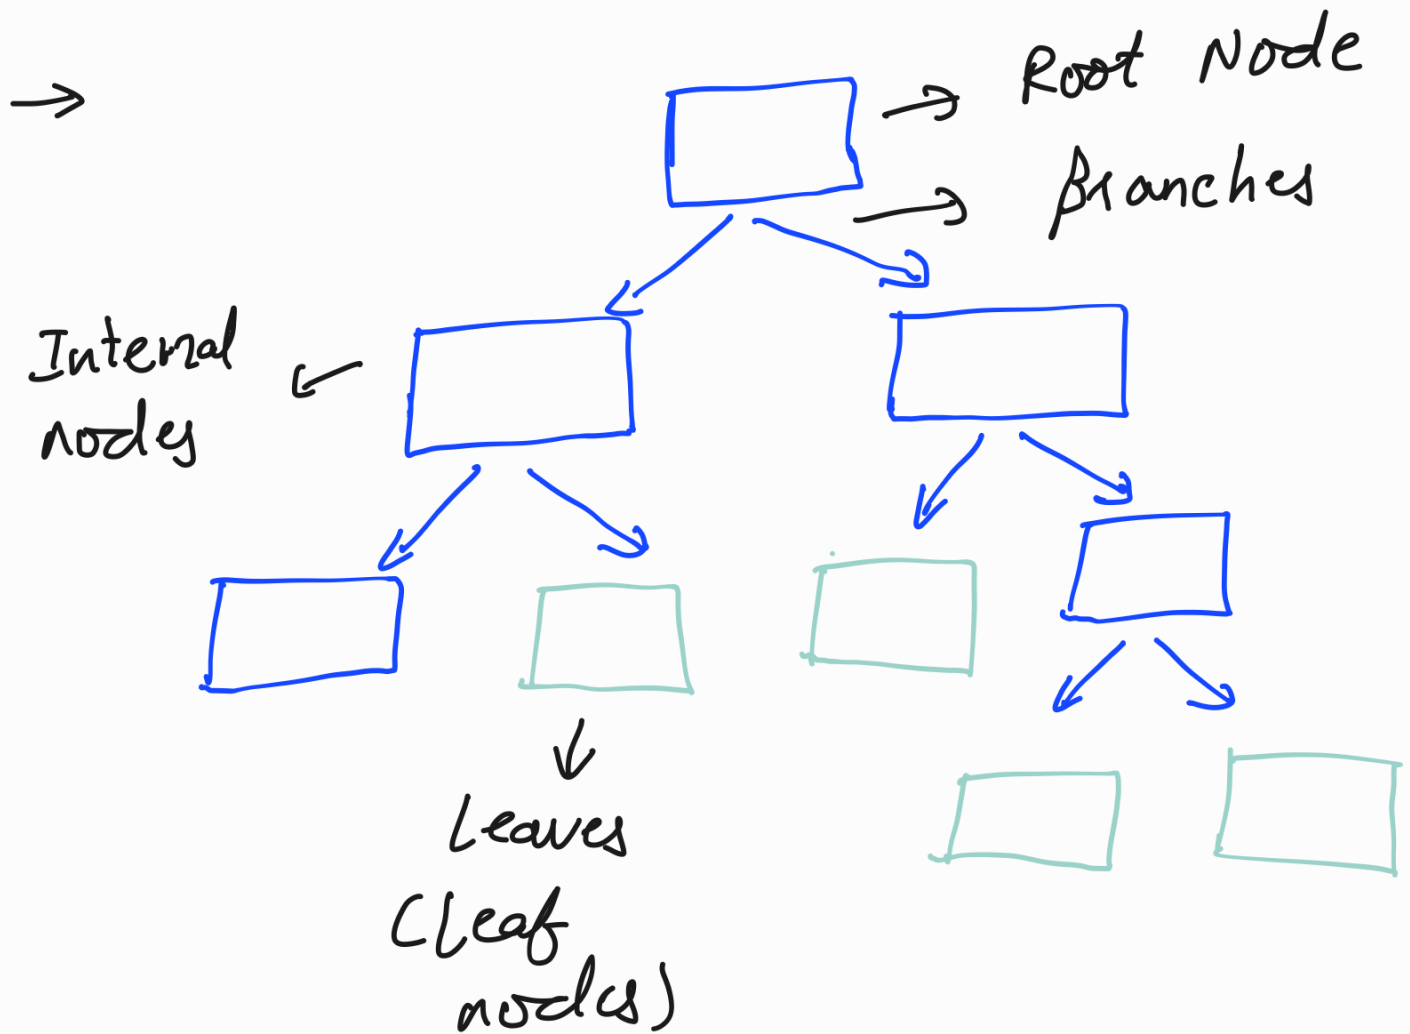 Root Node
Branches
Internal
nodes
Leaves
(leaf
nodes)